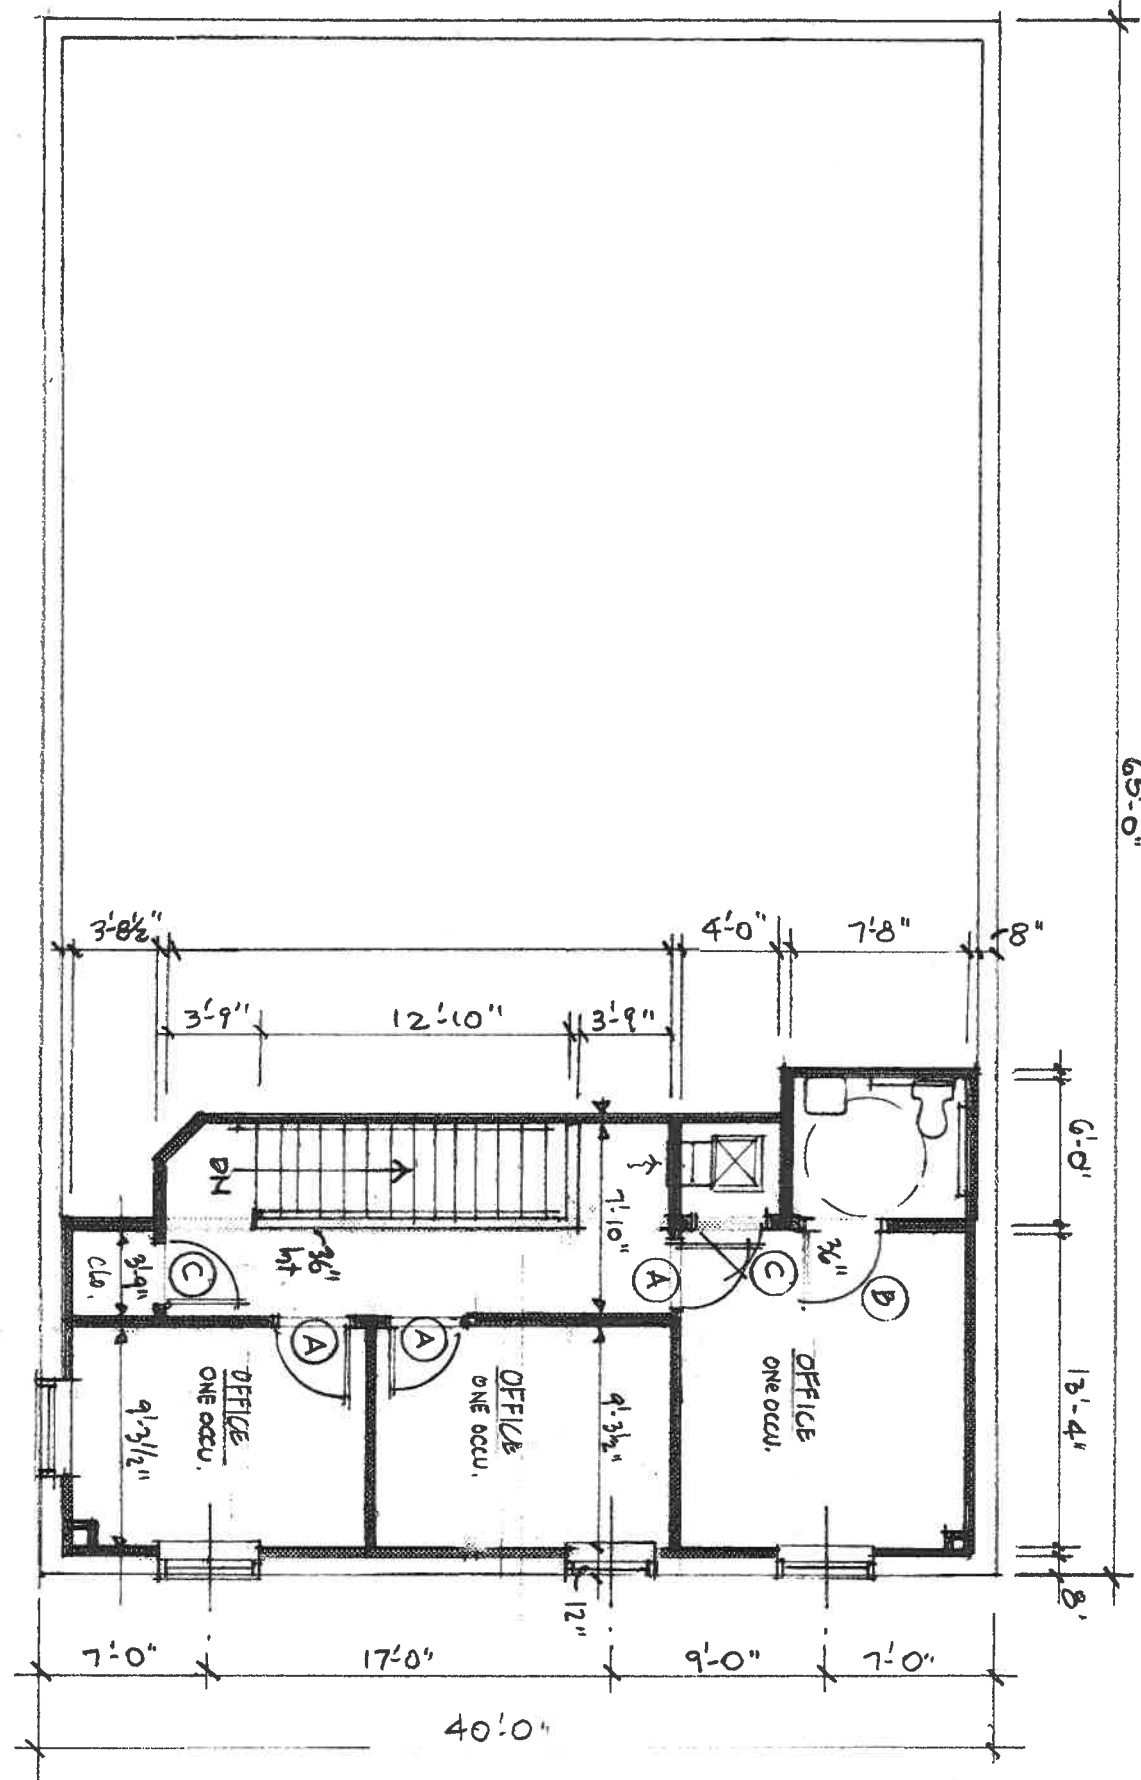 65'-0"
3'-8½"
4'-0"
7'-8"
8"
3'-9"
12'-10"
3'-9"
6'-0"
DN
7'-10"
36"
ht
36"
3'-9"
CLO.
C
A
C
B
A
A
OFFICE
ONE OCCU.
OFFICE
ONE OCCU.
OFFICE
ONE OCCU.
9'-3½"
9'-3½"
13'-4"
12"
8"
7'-0"
17'-0"
9'-0"
7'-0"
40'-0"